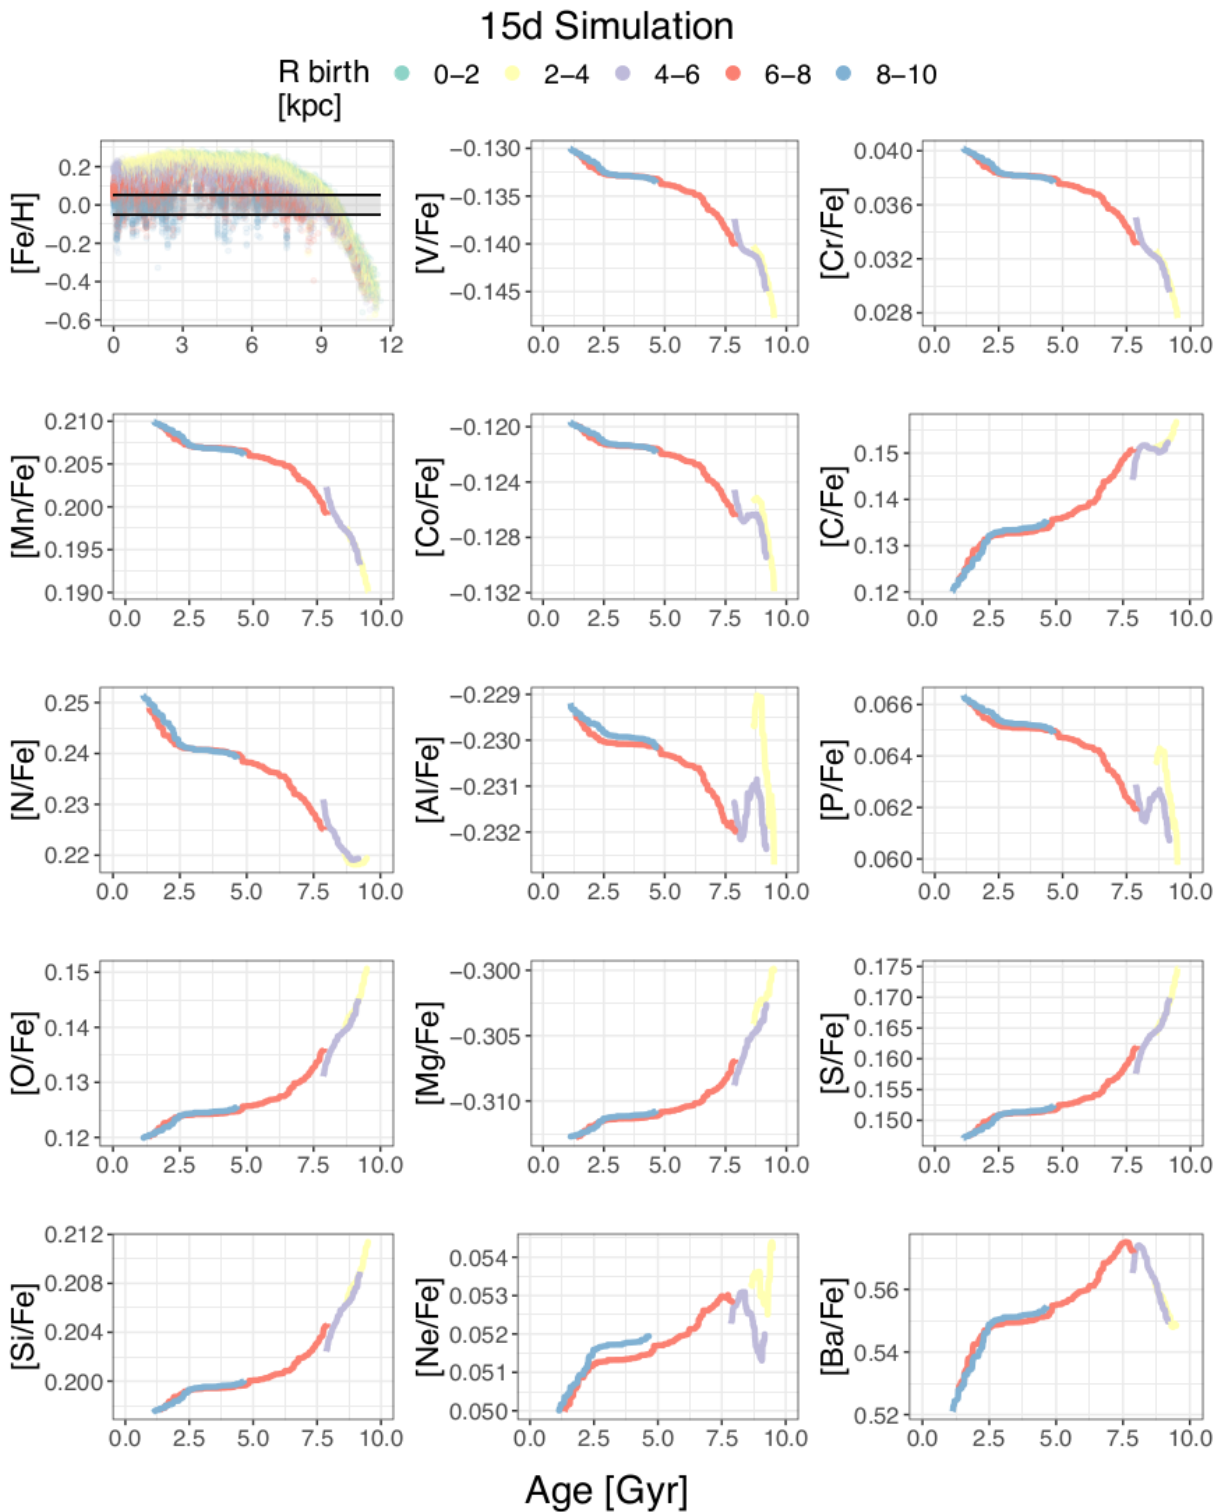 15d Simulation
R birth [kpc] 0−2 2−4 4−6 6−8 8−10
[Fe/H]
0.2
0.0
−0.2
−0.4
−0.6
0 3 6 9 12
[V/Fe]
−0.130
−0.135
−0.140
−0.145
0.0 2.5 5.0 7.5 10.0
[Cr/Fe]
0.040
0.036
0.032
0.028
0.0 2.5 5.0 7.5 10.0
[Mn/Fe]
0.210
0.205
0.200
0.195
0.190
0.0 2.5 5.0 7.5 10.0
[Co/Fe]
−0.120
−0.124
−0.128
−0.132
0.0 2.5 5.0 7.5 10.0
[C/Fe]
0.15
0.14
0.13
0.12
0.0 2.5 5.0 7.5 10.0
[N/Fe]
0.25
0.24
0.23
0.22
0.0 2.5 5.0 7.5 10.0
[Al/Fe]
−0.229
−0.230
−0.231
−0.232
0.0 2.5 5.0 7.5 10.0
[P/Fe]
0.066
0.064
0.062
0.060
0.0 2.5 5.0 7.5 10.0
[O/Fe]
0.15
0.14
0.13
0.12
0.0 2.5 5.0 7.5 10.0
[Mg/Fe]
−0.300
−0.305
−0.310
0.0 2.5 5.0 7.5 10.0
[S/Fe]
0.175
0.170
0.165
0.160
0.155
0.150
0.0 2.5 5.0 7.5 10.0
[Si/Fe]
0.212
0.208
0.204
0.200
0.0 2.5 5.0 7.5 10.0
[Ne/Fe]
0.054
0.053
0.052
0.051
0.050
0.0 2.5 5.0 7.5 10.0
[Ba/Fe]
0.56
0.54
0.52
0.0 2.5 5.0 7.5 10.0
Age [Gyr]